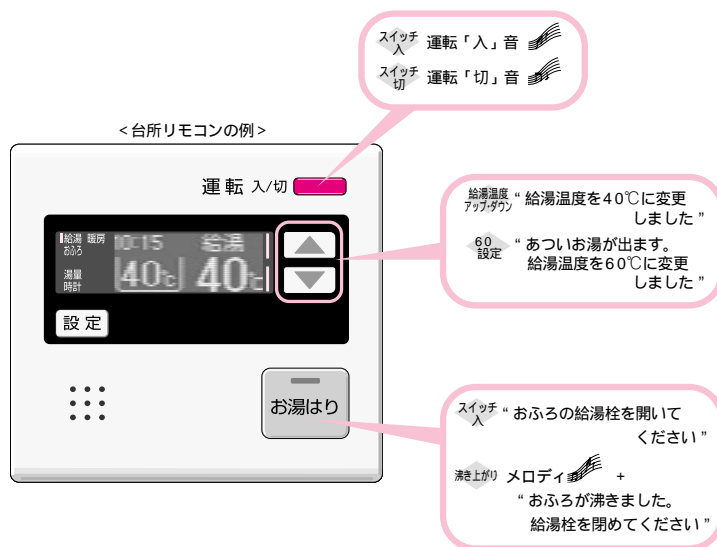 スイッチ入 運転「入」音
スイッチ切 運転「切」音
<台所リモコンの例>
運転 入/切
給湯 暖房
おふろ
湯量
時計
10:15 給湯
40℃ 40℃
設定
お湯はり
給湯温度
アップ・ダウン
“給湯温度を40℃に変更
しました”
60
設定
“あついお湯が出ます。
給湯温度を60℃に変更
しました”
スイッチ
入
“おふろの給湯栓を開いて
ください”
沸き上がり メロディ +
“おふろが沸きました。
給湯栓を閉めてください”